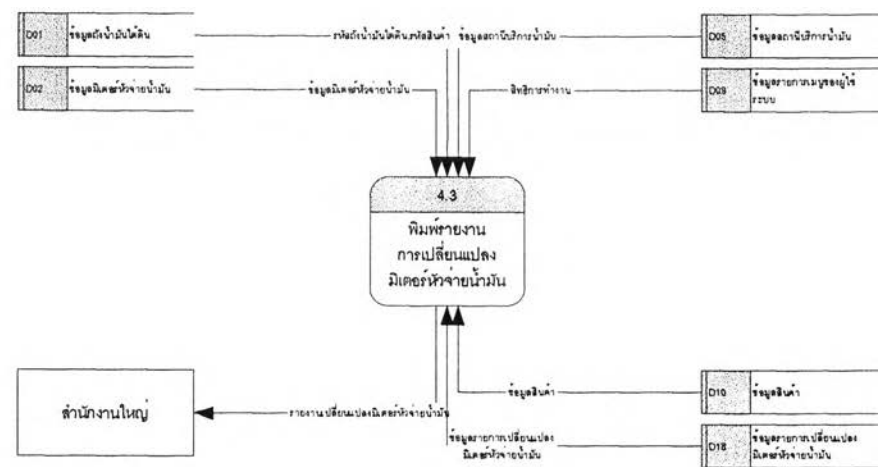 D01 ข้อมูลถังน้ำมันใต้ดิน
รหัสถังน้ำมันใต้ดิน,รหัสสินค้า
ข้อมูลสถานีบริการน้ำมัน
D05 ข้อมูลสถานีบริการน้ำมัน
D02 ข้อมูลมิเตอร์หัวจ่ายน้ำมัน
ข้อมูลมิเตอร์หัวจ่ายน้ำมัน
สิทธิการทำงาน
D09 ข้อมูลรายการเมนูของผู้ใช้
ระบบ
4.3
พิมพ์รายงาน
การเปลี่ยนแปลง
มิเตอร์หัวจ่ายน้ำมัน
สำนักงานใหญ่
รายงานเปลี่ยนแปลงมิเตอร์หัวจ่ายน้ำมัน
ข้อมูลสินค้า
D10 ข้อมูลสินค้า
ข้อมูลรายการเปลี่ยนแปลง
มิเตอร์หัวจ่ายน้ำมัน
D18 ข้อมูลรายการเปลี่ยนแปลง
มิเตอร์หัวจ่ายน้ำมัน